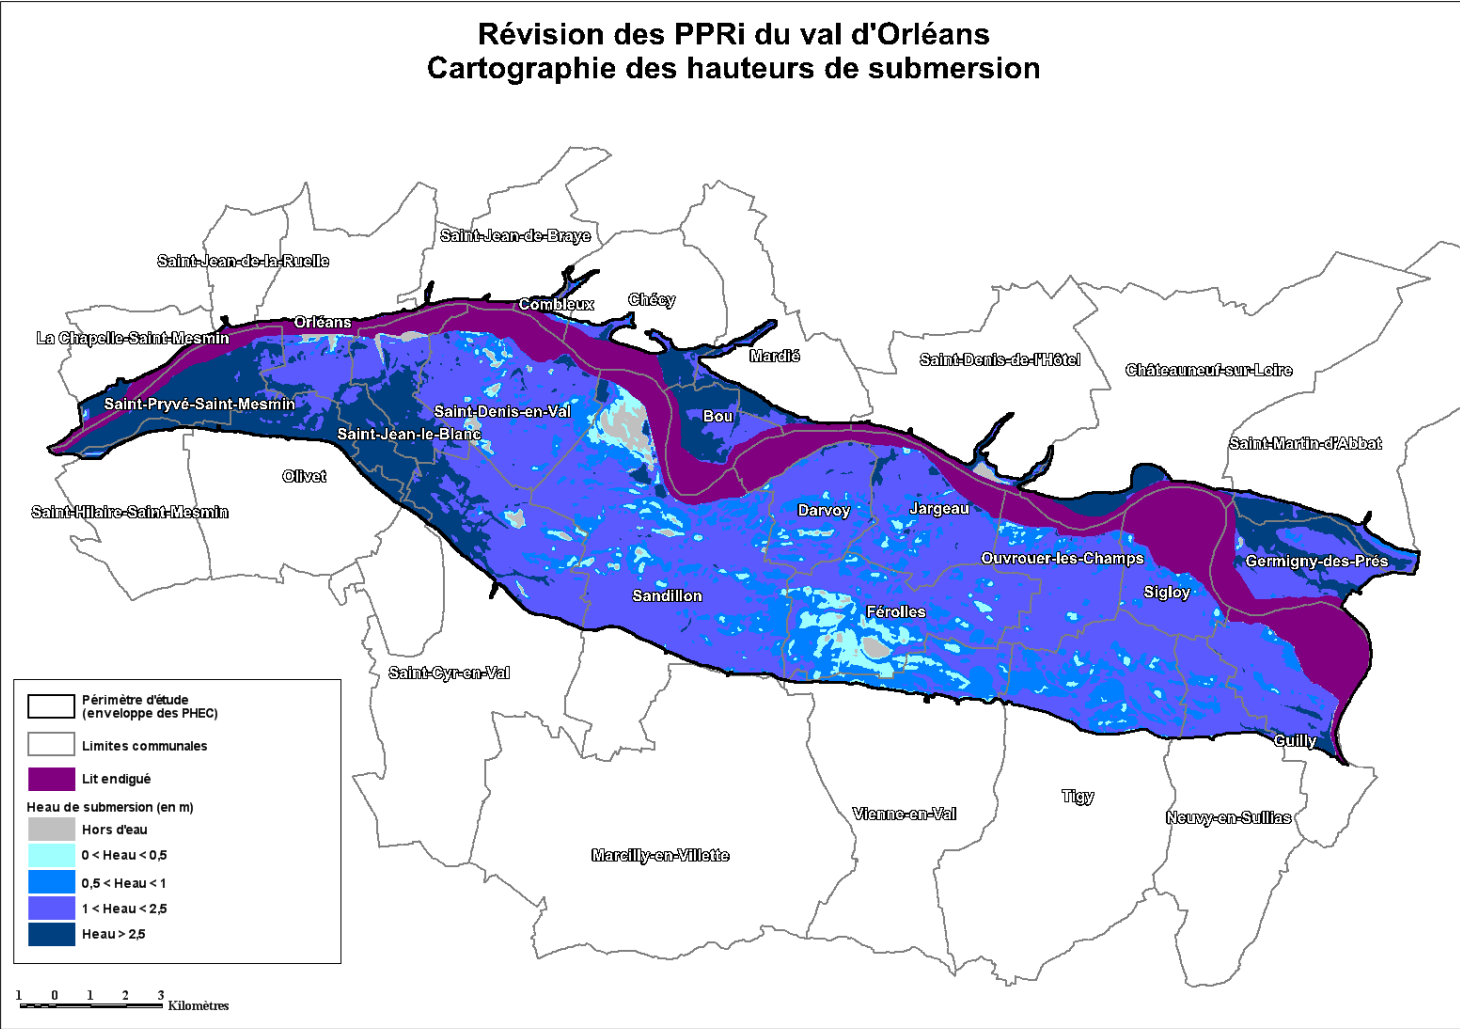 Révision des PPRi du val d'Orléans
Cartographie des hauteurs de submersion
Saint-Jean-de-Braye
Saint-Jean-de-la-Ruelle
Combleux
Chécy
Orléans
La Chapelle-Saint-Mesmin
Mardié
Saint-Denis-de-l'Hôtel
Châteauneuf-sur-Loire
Saint-Pryvé-Saint-Mesmin
Saint-Denis-en-Val
Bou
Saint-Jean-le-Blanc
Saint-Martin-d'Abbat
Olivet
Saint-Hilaire-Saint-Mesmin
Darvoy
Jargeau
Ouvrouer-les-Champs
Germigny-des-Prés
Sandillon
Sigloy
Férolles
Saint-Cyr-en-Val
Guilly
Tigy
Vienne-en-Val
Neuvy-en-Sullias
Marcilly-en-Villette
Périmètre d'étude
(enveloppe des PHEC)
Limites communales
Lit endigué
Heau de submersion (en m)
Hors d'eau
0 < Heau < 0,5
0,5 < Heau < 1
1 < Heau < 2,5
Heau > 2,5
1 0 1 2 3
Kilomètres